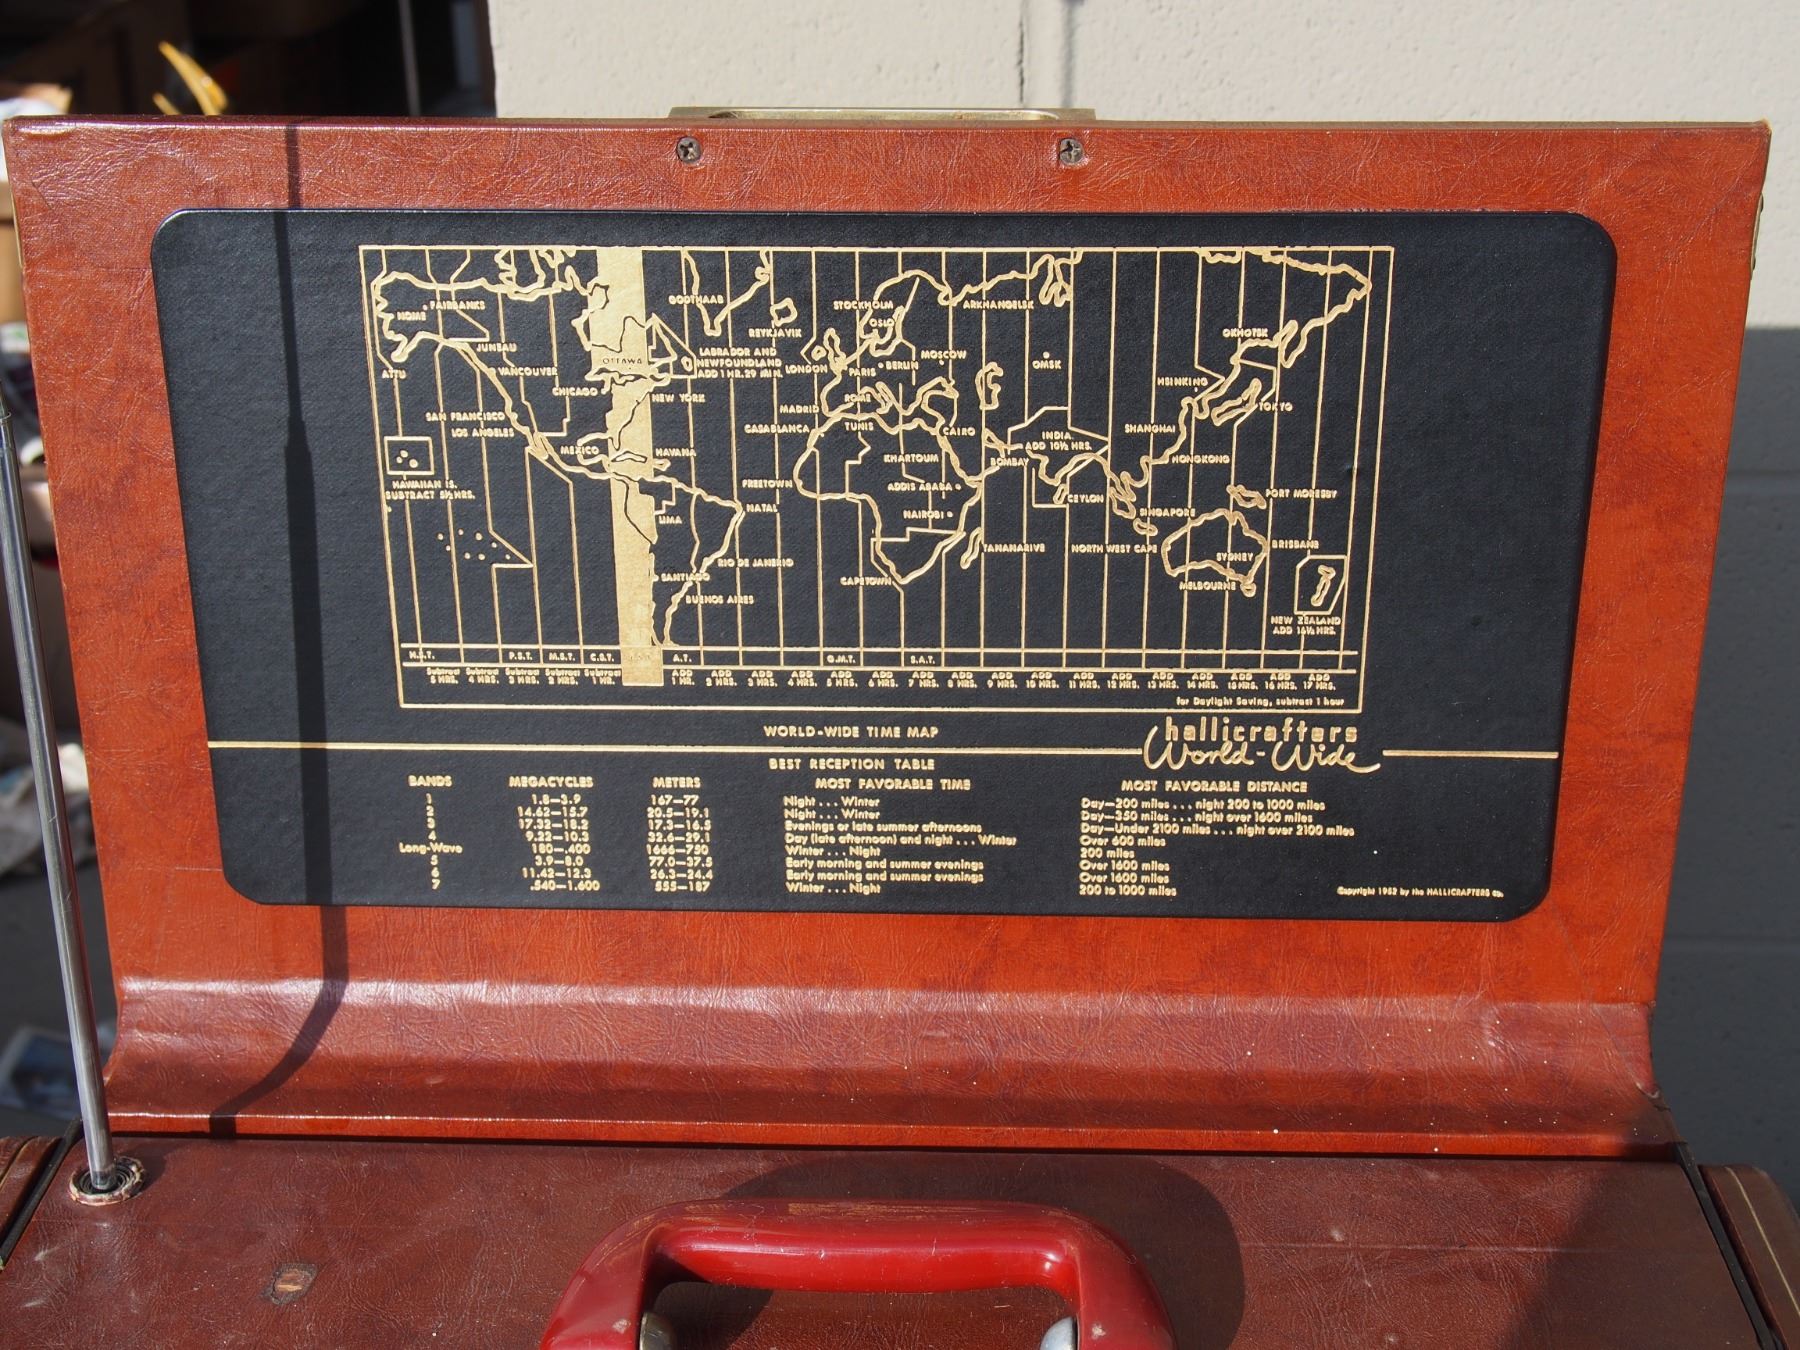 GODTHAAB
STOCKHOLM
ARKHANGELSK
FAIRBANKS
NOME
OSLO
REYKJAVIK
OKHOTSK
JUNEAU
LABRADOR AND
NEWFOUNDLAND
ADD 1 HR. 29 MIN.
MOSCOW
OTTAWA
LONDON
BERLIN
OMSK
ATTU
VANCOUVER
PARIS
HSINKING
CHICAGO
NEW YORK
ROME
TOKYO
SAN FRANCISCO
MADRID
LOS ANGELES
CASABLANCA
TUNIS
CAIRO
INDIA
ADD 10½ HRS.
SHANGHAI
MEXICO
HAVANA
KHARTOUM
BOMBAY
HONGKONG
HAWAIIAN IS.
SUBTRACT 5½ HRS.
FREETOWN
ADDIS ABABA
CEYLON
PORT MORESBY
NATAL
LIMA
NAIROBI
SINGAPORE
TANANARIVE
NORTH WEST CAPE
BRISBANE
SYDNEY
RIO DE JANERIO
SANTIAGO
CAPETOWN
MELBOURNE
BUENOS AIRES
NEW ZEALAND
ADD 16½ HRS.
N.S.T. P.S.T. M.S.T. C.S.T. A.T. G.M.T. B.A.T.
Subtract Subtract Subtract Subtract Subtract ADD ADD ADD ADD ADD ADD ADD ADD ADD ADD ADD ADD ADD ADD ADD ADD ADD
5 HRS. 4 HRS. 3 HRS. 2 HRS. 1 HR. 1 HR. 2 HRS. 3 HRS. 4 HRS. 5 HRS. 6 HRS. 7 HRS. 8 HRS. 9 HRS. 10 HRS. 11 HRS. 12 HRS. 13 HRS. 14 HRS. 15 HRS. 16 HRS. 17 HRS.
for Daylight Saving, subtract 1 hour
WORLD-WIDE TIME MAP
hallicrafters
World-Wide
BEST RECEPTION TABLE
BANDS MEGACYCLES METERS MOST FAVORABLE TIME MOST FAVORABLE DISTANCE
1 1.8—3.9 167—77 Night . . . Winter Day—200 miles . . . night 200 to 1000 miles
2 14.62—15.7 20.5—19.1 Night . . . Winter Day—350 miles . . . night over 1600 miles
3 17.32—18.2 17.3—16.5 Evenings or late summer afternoons Day—Under 2100 miles . . . night over 2100 miles
4 9.22—10.3 32.6—29.1 Day (late afternoon) and night . . . Winter Over 600 miles
Long-Wave 180—.400 1666—750 Winter . . . Night 200 miles
5 3.9—8.0 77.0—37.5 Early morning and summer evenings Over 1600 miles
6 11.42—12.3 26.3—24.4 Early morning and summer evenings Over 1600 miles
7 .540—1.600 555—187 Winter . . . Night 200 to 1000 miles
Copyright 1952 by the HALLICRAFTERS CO.